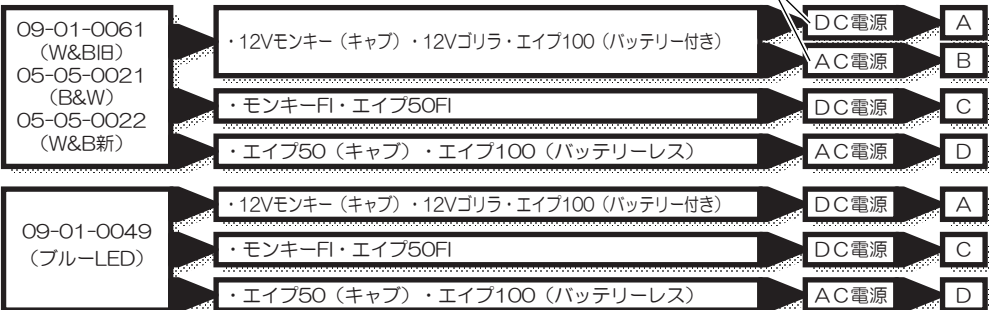 09-01-0061
（W&B旧）
05-05-0021
（B&W）
05-05-0022
（W&B新）
・12Vモンキー（キャブ）・12Vゴリラ・エイプ100（バッテリー付き）
DC電源
A
AC電源
B
・モンキーFI・エイプ50FI
DC電源
C
・エイプ50（キャブ）・エイプ100（バッテリーレス）
AC電源
D
09-01-0049
（ブルーLED）
・12Vモンキー（キャブ）・12Vゴリラ・エイプ100（バッテリー付き）
DC電源
A
・モンキーFI・エイプ50FI
DC電源
C
・エイプ50（キャブ）・エイプ100（バッテリーレス）
AC電源
D